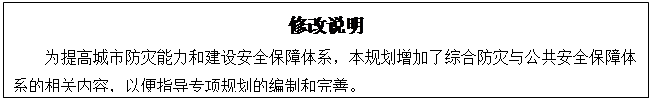 修改说明
为提高城市防灾能力和建设安全保障体系，本规划增加了综合防灾与公共安全保障体
系的相关内容，以便指导专项规划的编制和完善。